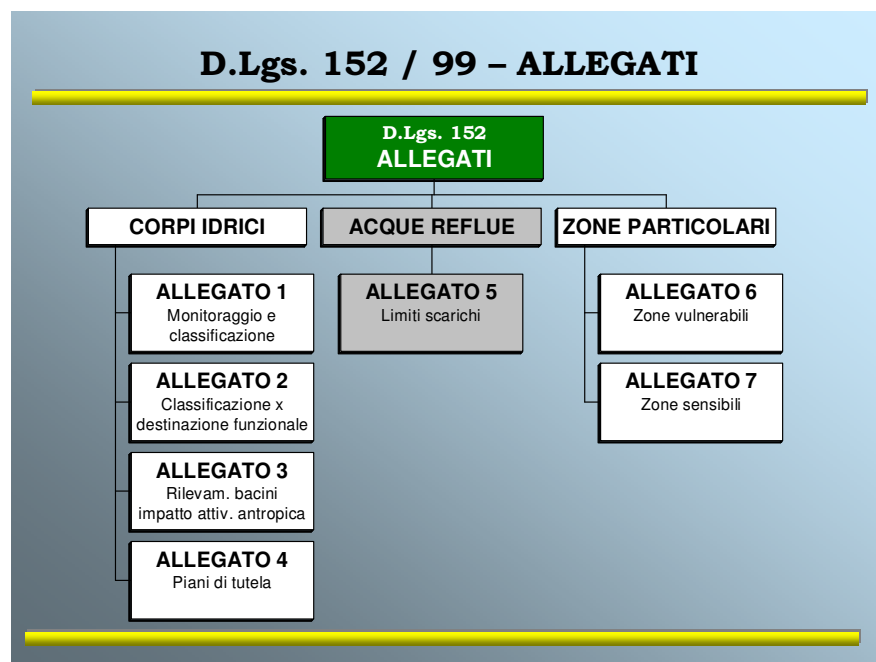 D.Lgs. 152 / 99 – ALLEGATI
D.Lgs. 152
ALLEGATI
CORPI IDRICI
ALLEGATO 1
Monitoraggio e
classificazione
ALLEGATO 2
Classificazione x
destinazione funzionale
ALLEGATO 3
Rilevam. bacini
impatto attiv. antropica
ALLEGATO 4
Piani di tutela
ACQUE REFLUE
ALLEGATO 5
Limiti scarichi
ZONE PARTICOLARI
ALLEGATO 6
Zone vulnerabili
ALLEGATO 7
Zone sensibili